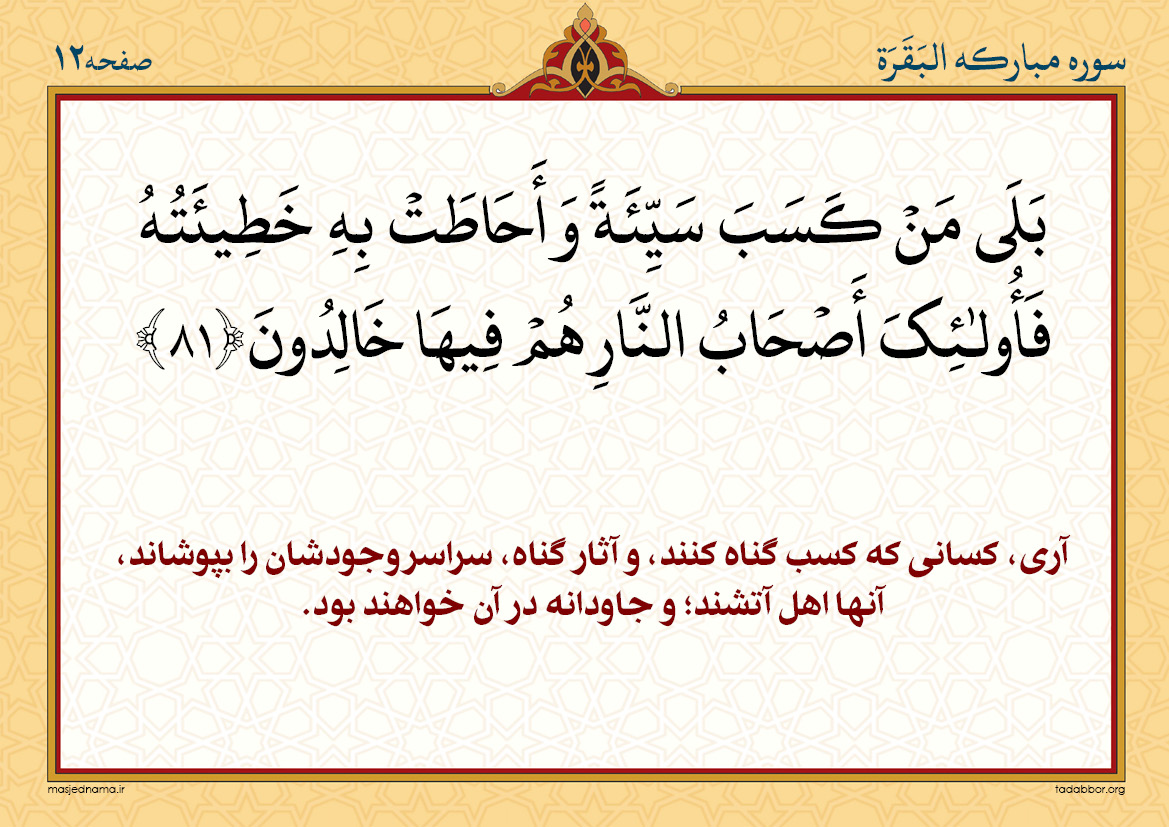 سوره مبارکه البَقَرَة
صفحه۱۲
بَلَى مَنْ كَسَبَ سَيِّئَةً وَ أَحَاطَتْ بِهِ خَطِيئَتُهُ
فَأُولَٰئِکَ أَصْحَابُ النَّارِ هُمْ فِيهَا خَالِدُونَ ﴿۸۱﴾
آری، کسانی که کسب گناه کنند، و آثار گناه، سراسر وجودشان را بپوشاند،
آنها اهل آتشند؛ و جاودانه در آن خواهند بود.
masjednama.ir
tadabbor.org